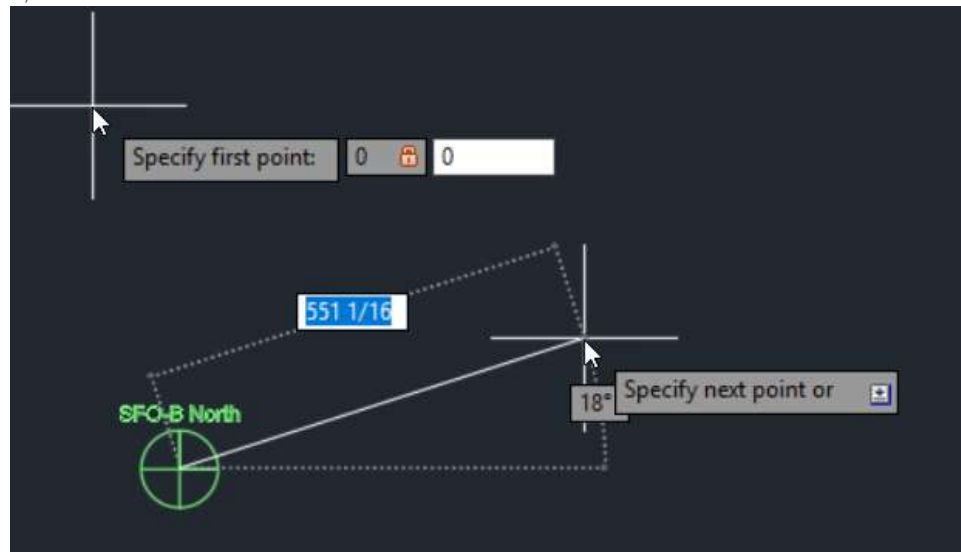 Specify first point: 0 0
551 1/16
18° Specify next point or
SFO-B North